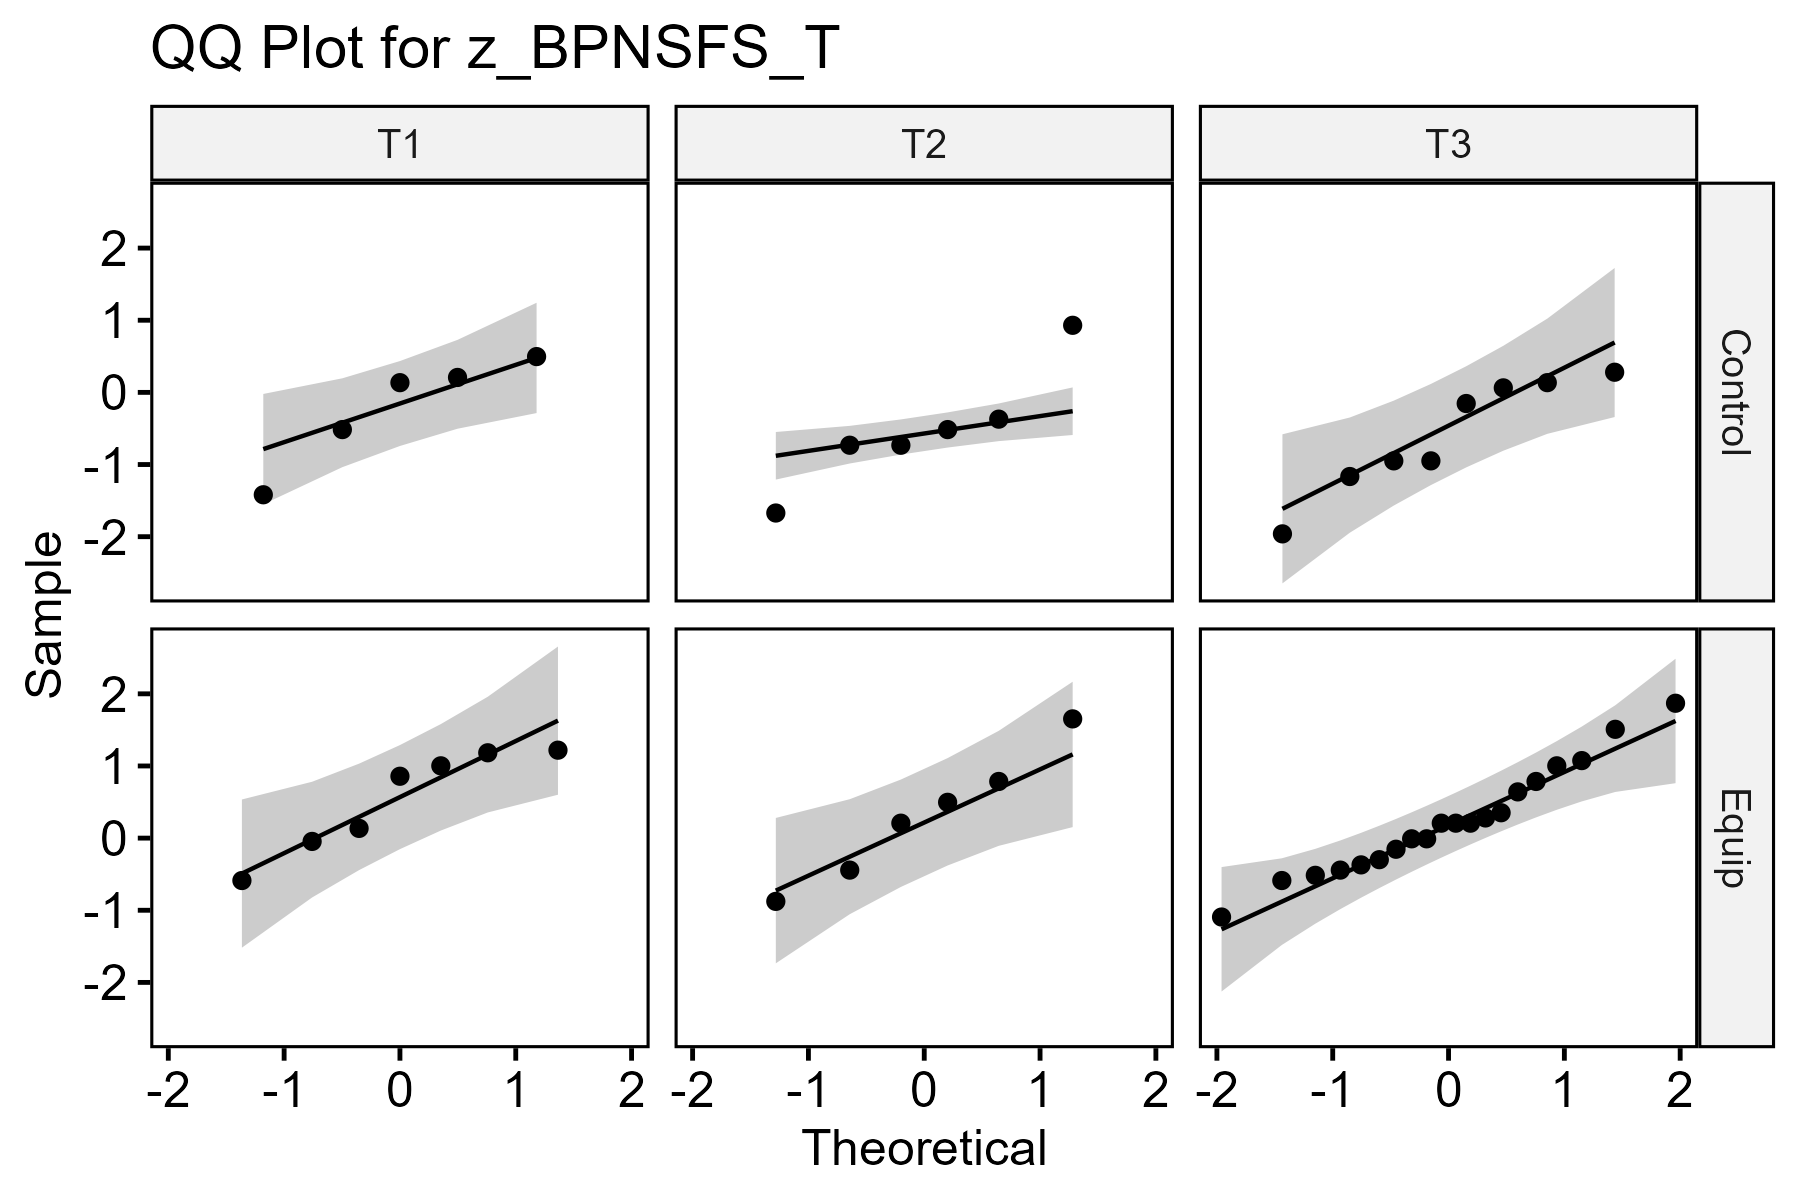 QQ Plot for z_BPNSFS_T
T1 T2 T3
2
1
0
-1
-2
Control
Sample
2
1
0
-1
-2
Equip
-2 -1 0 1 2 -2 -1 0 1 2 -2 -1 0 1 2
Theoretical